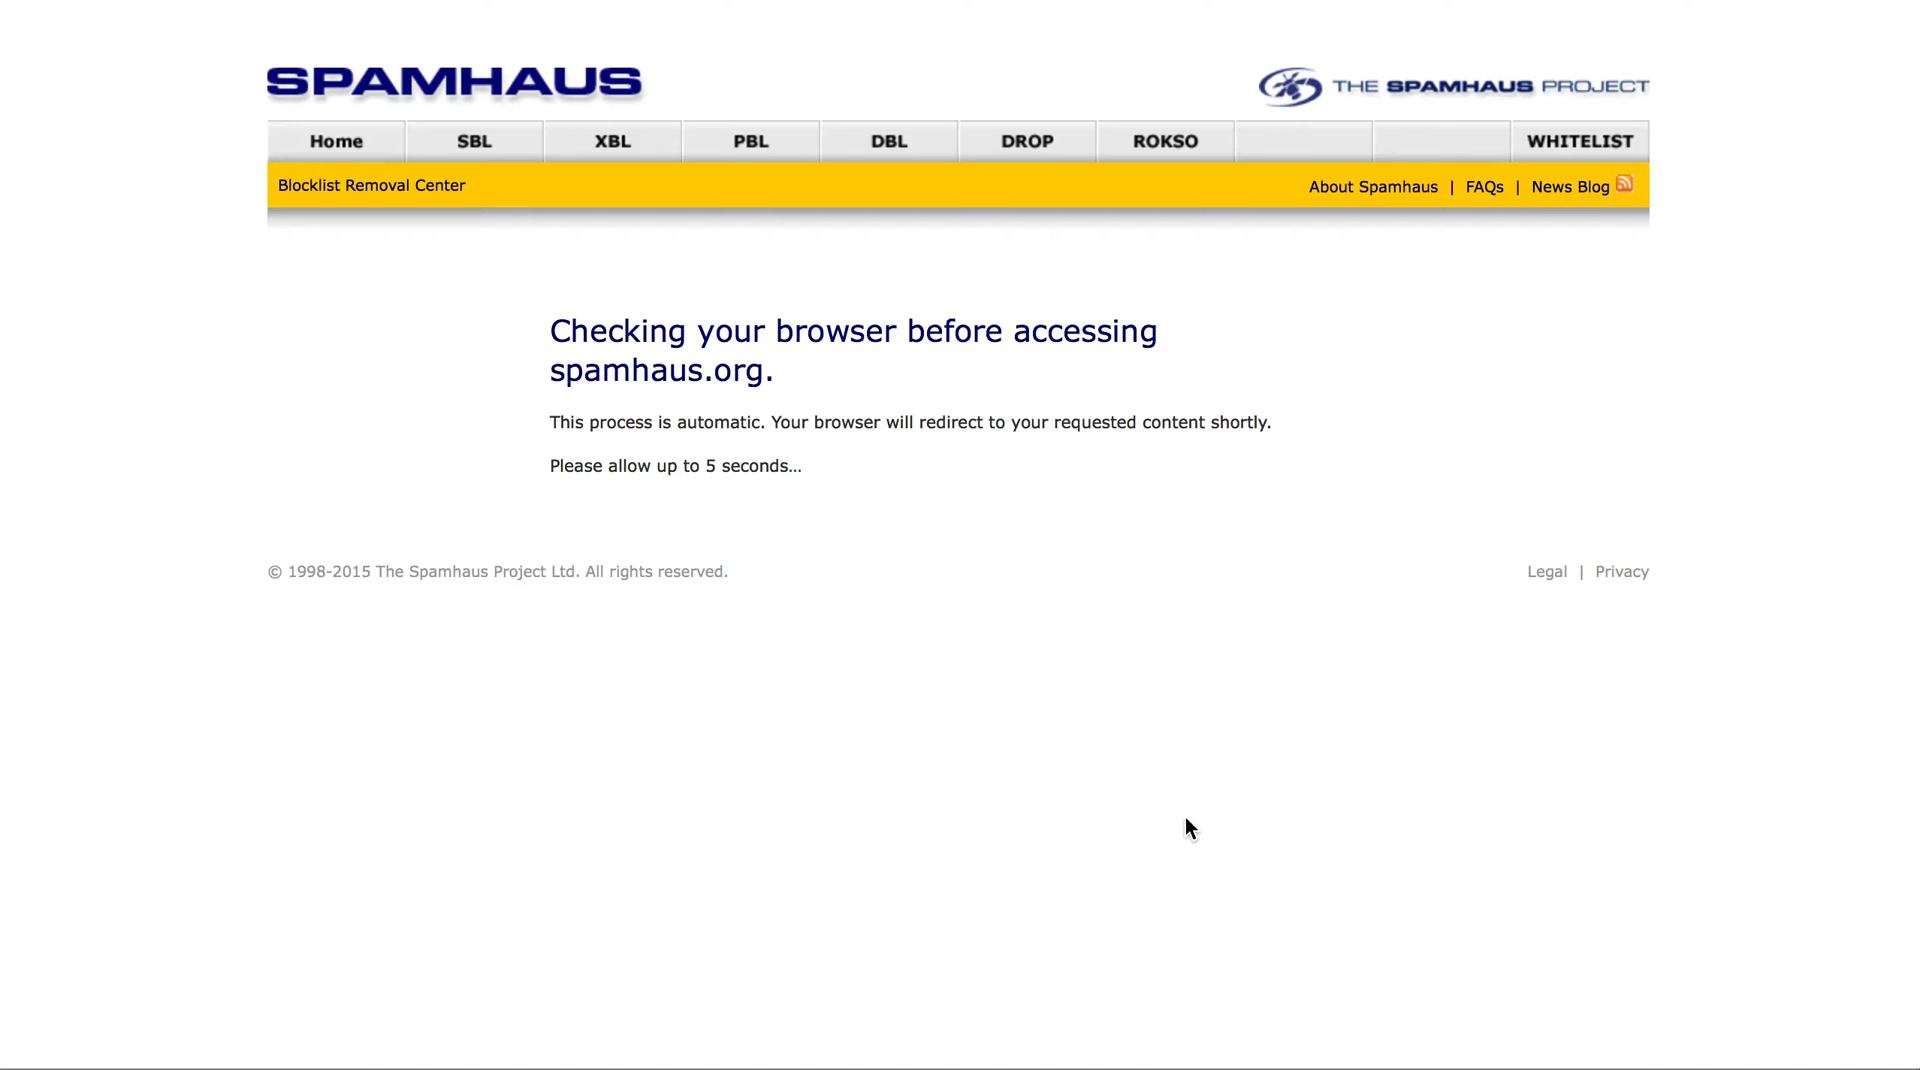 SPAMHAUS
THE SPAMHAUS PROJECT
Home SBL XBL PBL DBL DROP ROKSO WHITELIST
Blocklist Removal Center
About Spamhaus | FAQs | News Blog
Checking your browser before accessing
spamhaus.org.
This process is automatic. Your browser will redirect to your requested content shortly.
Please allow up to 5 seconds...
© 1998-2015 The Spamhaus Project Ltd. All rights reserved.
Legal | Privacy